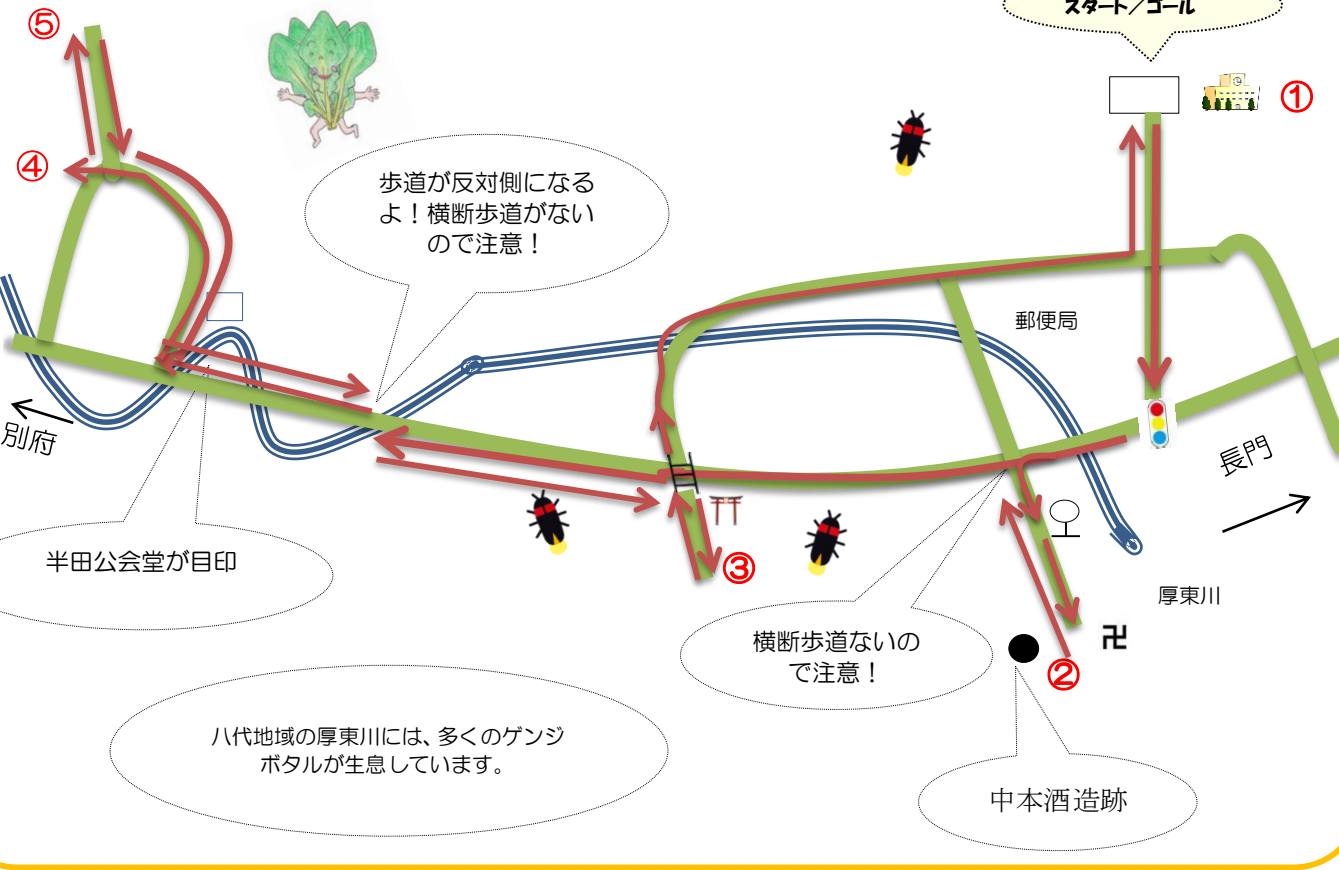 スタート/ゴール
⑤
①
④
歩道が反対側になる
よ!横断歩道がない
ので注意!
郵便局
別府
長門
半田公会堂が目印
③
厚東川
横断歩道ないの
で注意!
卍
②
八代地域の厚東川には、多くのゲンジ
ボタルが生息しています。
中本酒造跡